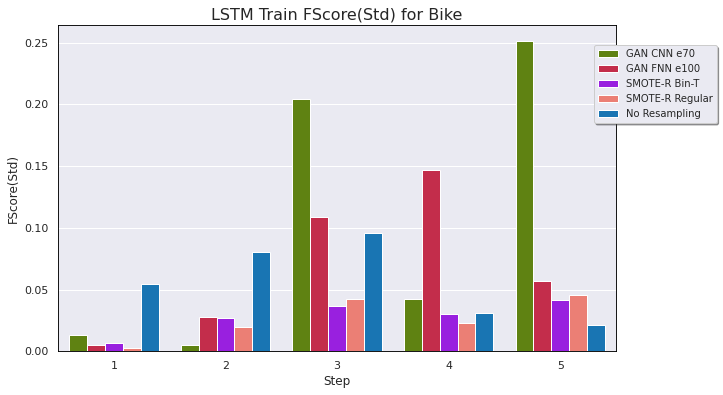 LSTM Train FScore(Std) for Bike
0.25
0.20
0.15
0.10
0.05
0.00
FScore(Std)
1 2 3 4 5
Step
GAN CNN e70
GAN FNN e100
SMOTE-R Bin-T
SMOTE-R Regular
No Resampling